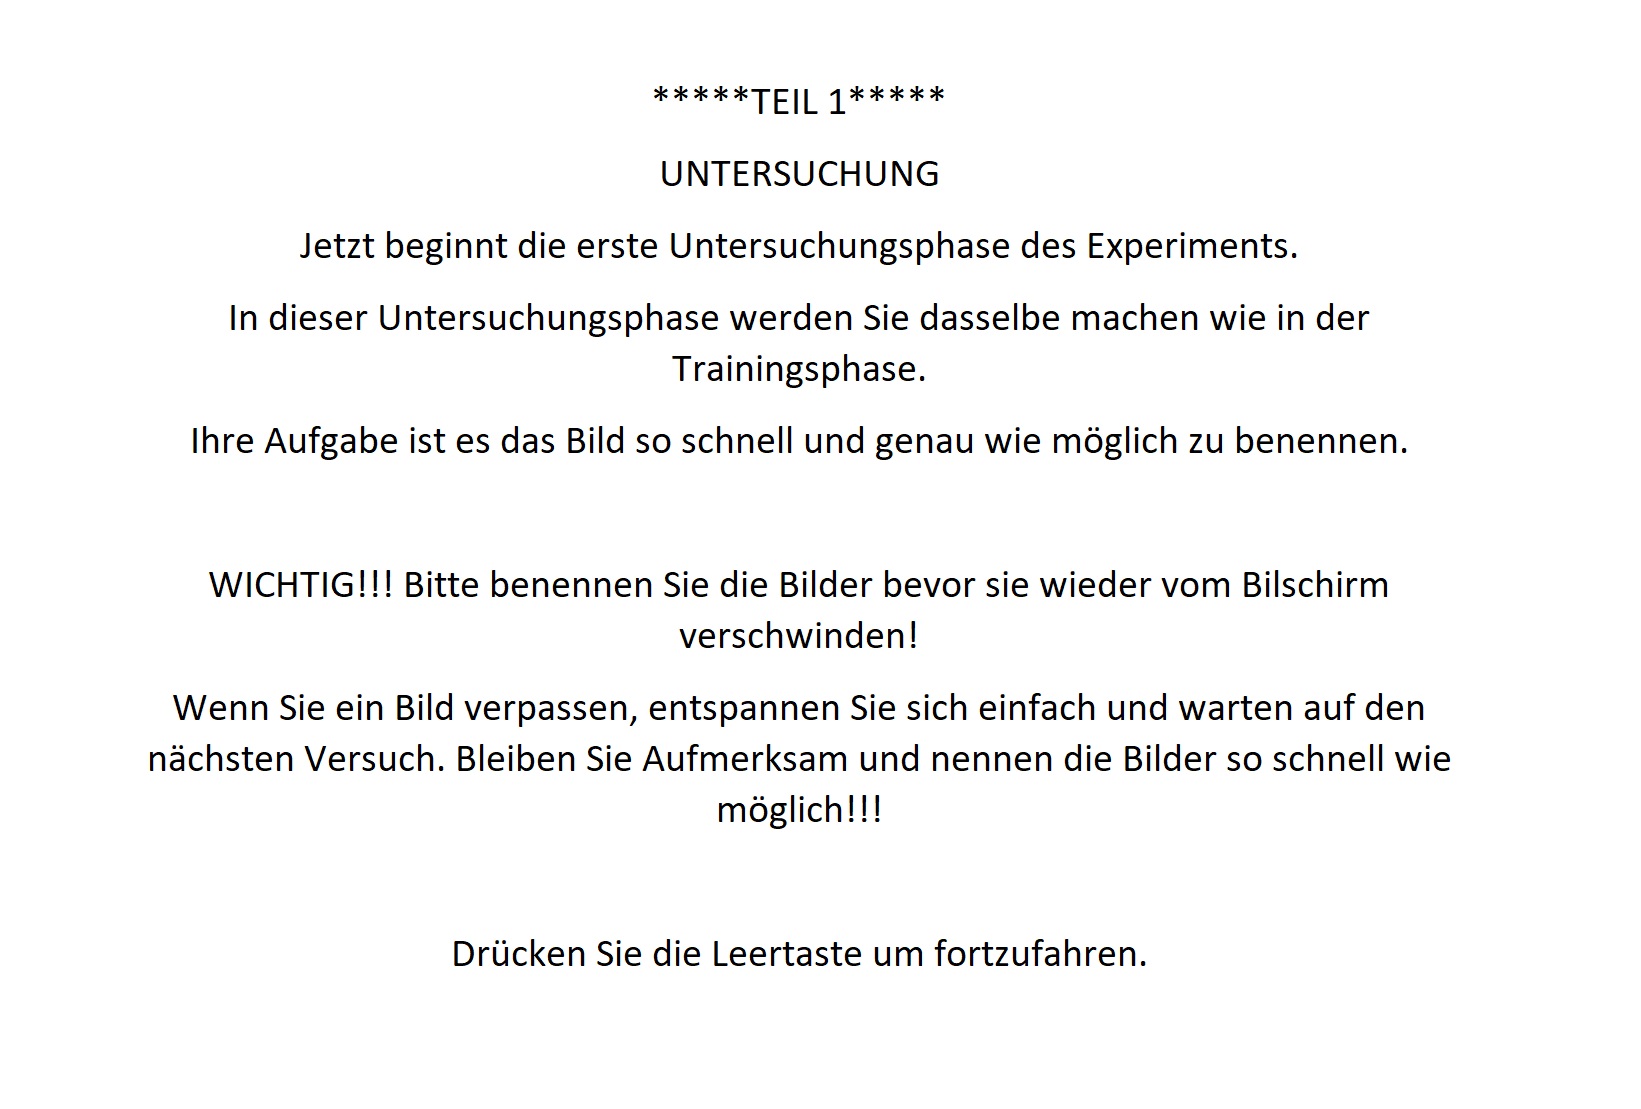 *****TEIL 1*****
UNTERSUCHUNG
Jetzt beginnt die erste Untersuchungsphase des Experiments.
In dieser Untersuchungsphase werden Sie dasselbe machen wie in der
Trainingsphase.
Ihre Aufgabe ist es das Bild so schnell und genau wie möglich zu benennen.
WICHTIG!!! Bitte benennen Sie die Bilder bevor sie wieder vom Bilschirm
verschwinden!
Wenn Sie ein Bild verpassen, entspannen Sie sich einfach und warten auf den
nächsten Versuch. Bleiben Sie Aufmerksam und nennen die Bilder so schnell wie
möglich!!!
Drücken Sie die Leertaste um fortzufahren.